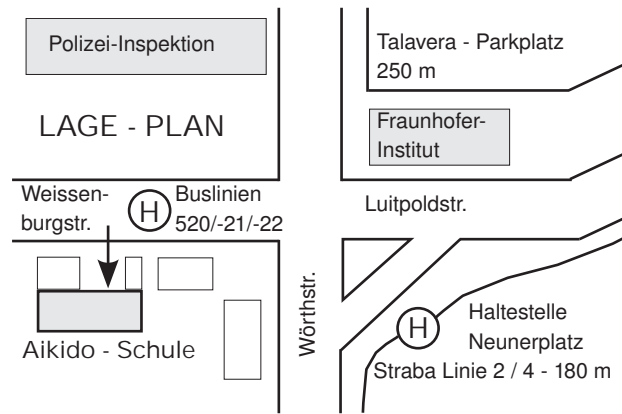 Polizei-Inspektion
Talavera - Parkplatz
250 m
LAGE - PLAN
Fraunhofer-
Institut
Weissen-
burgstr.
H
Buslinien
520/-21/-22
Luitpoldstr.
Wörthstr.
Aikido - Schule
H
Haltestelle
Neunerplatz
Straba Linie 2 / 4 - 180 m